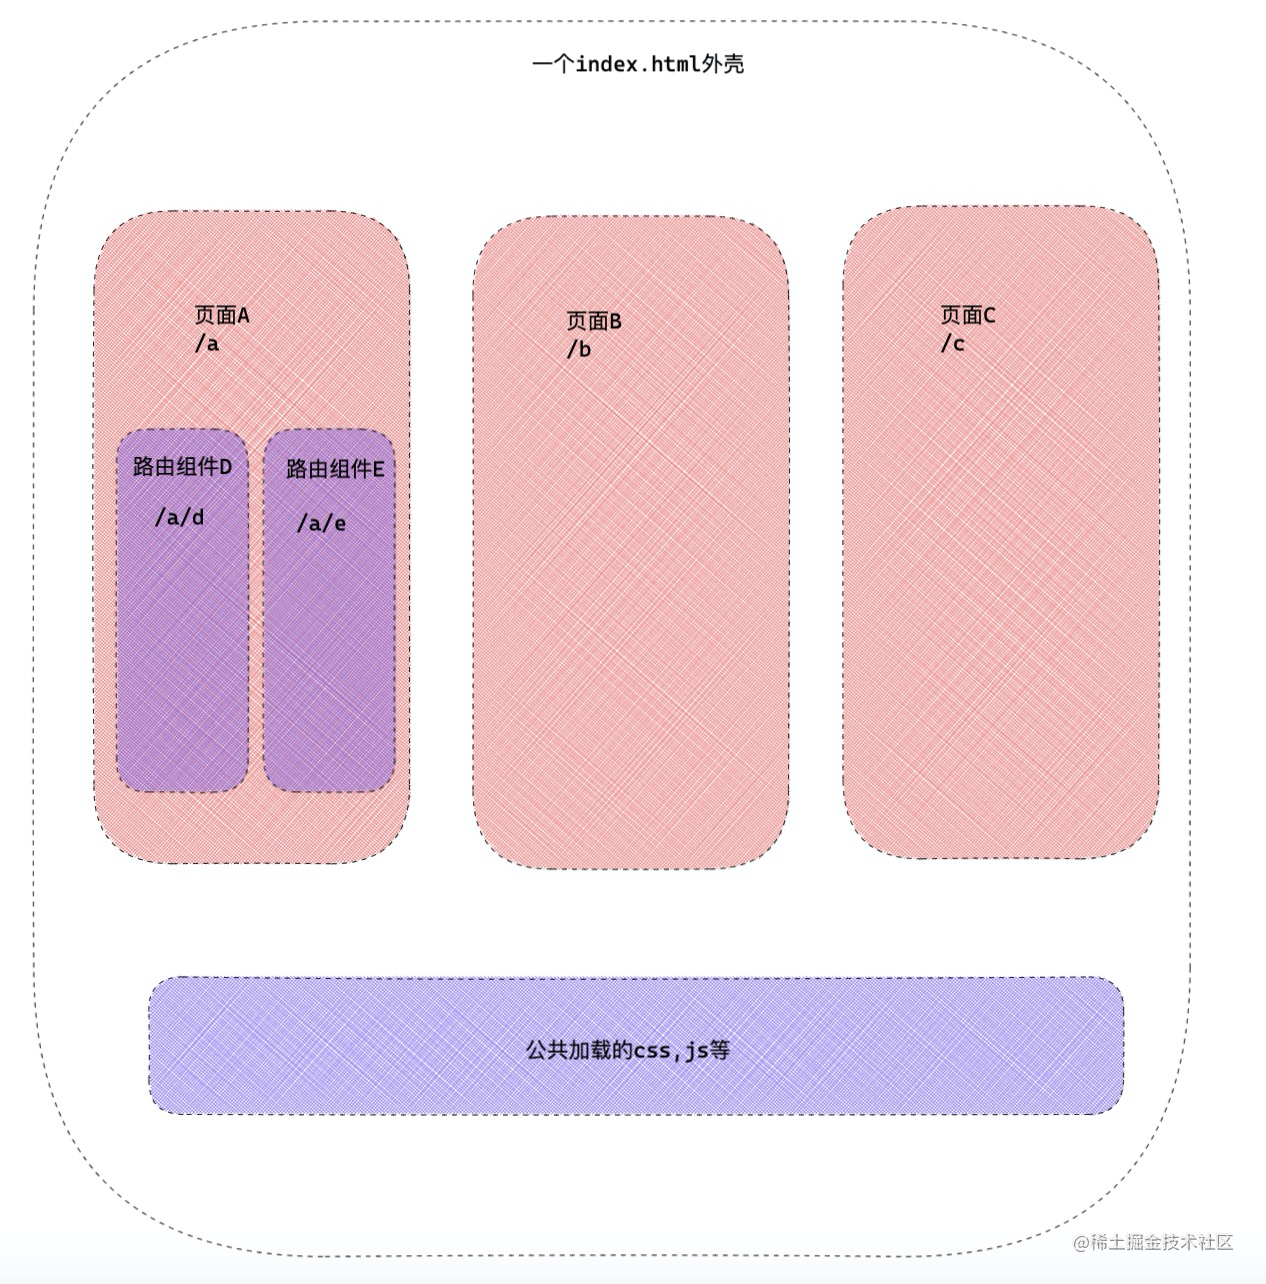 一个index.html外壳
页面A
/a
页面B
/b
页面C
/c
路由组件D
/a/d
路由组件E
/a/e
公共加载的css,js等
@稀土掘金技术社区